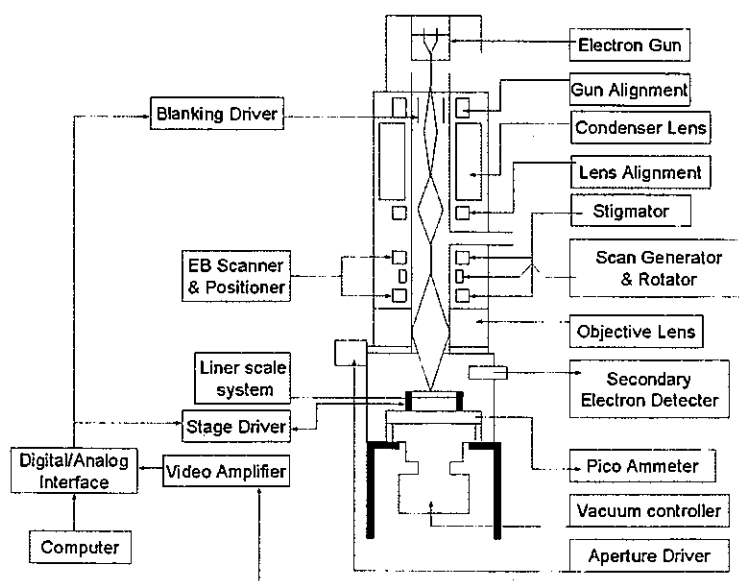 Electron Gun
Gun Alignment
Blanking Driver
Condenser Lens
Lens Alignment
Stigmator
EB Scanner
& Positioner
Scan Generator
& Rotator
Objective Lens
Liner scale
system
Secondary
Electron Detecter
Stage Driver
Digital/Analog
Interface
Video Amplifier
Pico Ammeter
Vacuum controller
Computer
Aperture Driver